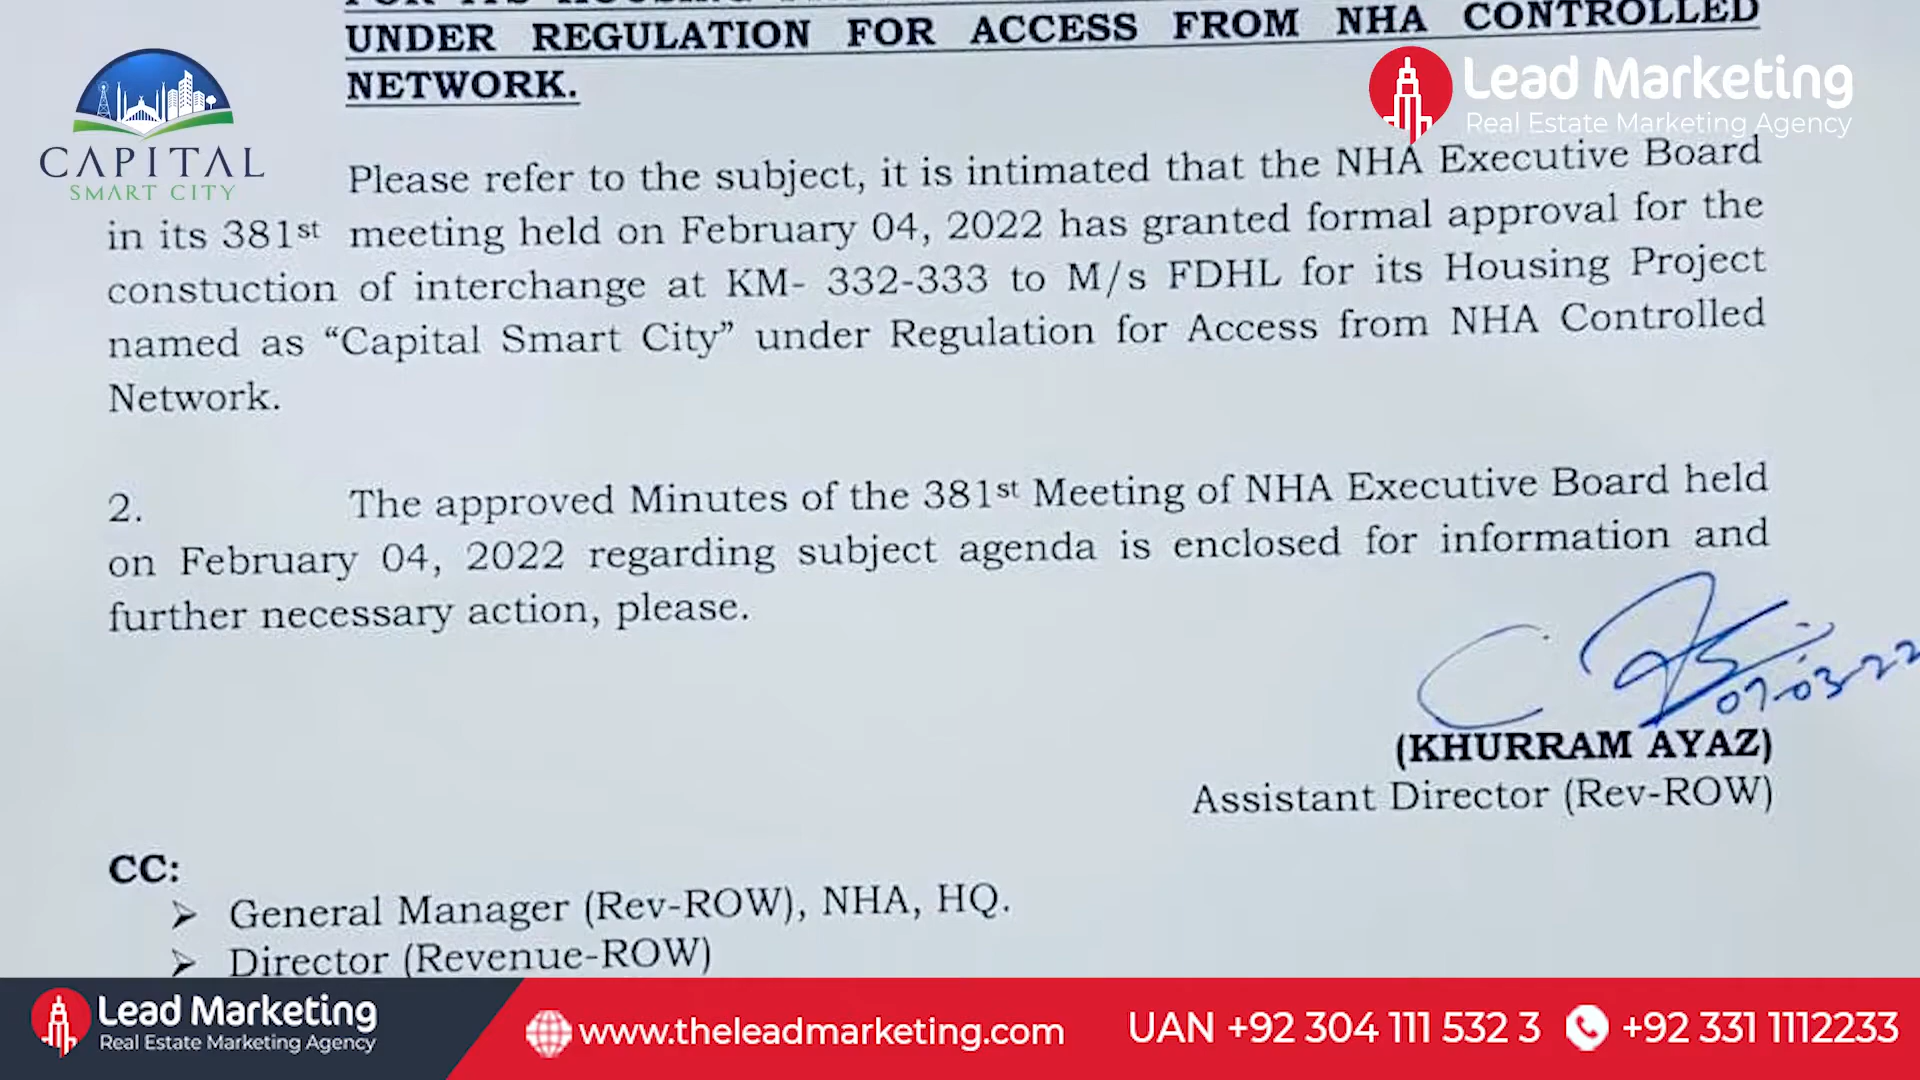 FOR ITS HOUSING
UNDER REGULATION FOR ACCESS FROM NHA CONTROLLED
NETWORK.
CAPITAL
SMART CITY
Lead Marketing
Real Estate Marketing Agency
Please refer to the subject, it is intimated that the NHA Executive Board
in its 381st meeting held on February 04, 2022 has granted formal approval for the
constuction of interchange at KM- 332-333 to M/s FDHL for its Housing Project
named as “Capital Smart City” under Regulation for Access from NHA Controlled
Network.
2. The approved Minutes of the 381st Meeting of NHA Executive Board held
on February 04, 2022 regarding subject agenda is enclosed for information and
further necessary action, please.
07-03-22
(KHURRAM AYAZ)
Assistant Director (Rev-ROW)
CC:
➢ General Manager (Rev-ROW), NHA, HQ.
➢ Director (Revenue-ROW)
Lead Marketing
Real Estate Marketing Agency
www.theleadmarketing.com
UAN +92 304 111 532 3
+92 331 1112233